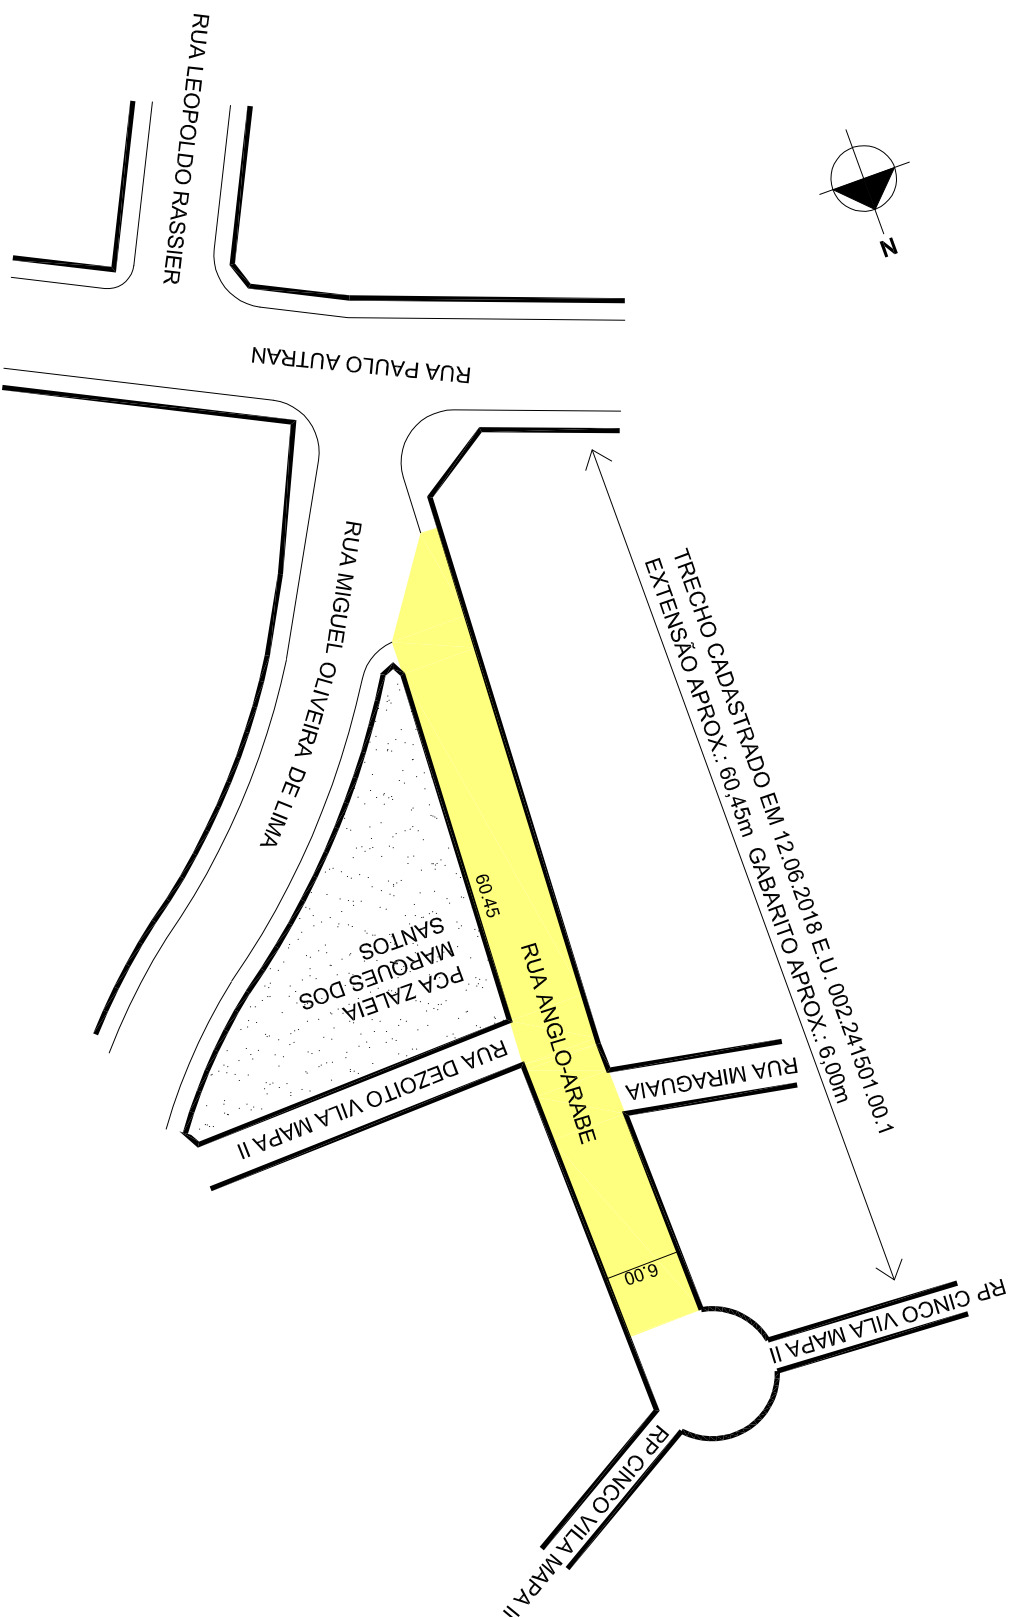 RUA LEOPOLDO RASSIER
N
RUA PAULO AUTRAN
RUA MIGUEL OLIVEIRA DE LIMA
TRECHO CADASTRADO EM 12.06.2018 E.U. 002.241501.00.1
EXTENSÃO APROX.: 60,45m GABARITO APROX.: 6,00m
60.45
PCA ZALEIA
MARQUES DOS
SANTOS
RUA ANGLO-ARABE
RUA DEZOITO VILA MAPA II
RUA MIRAGUAIA
6.00
RP CINCO VILA MAPA II
RP CINCO VILA MAPA II